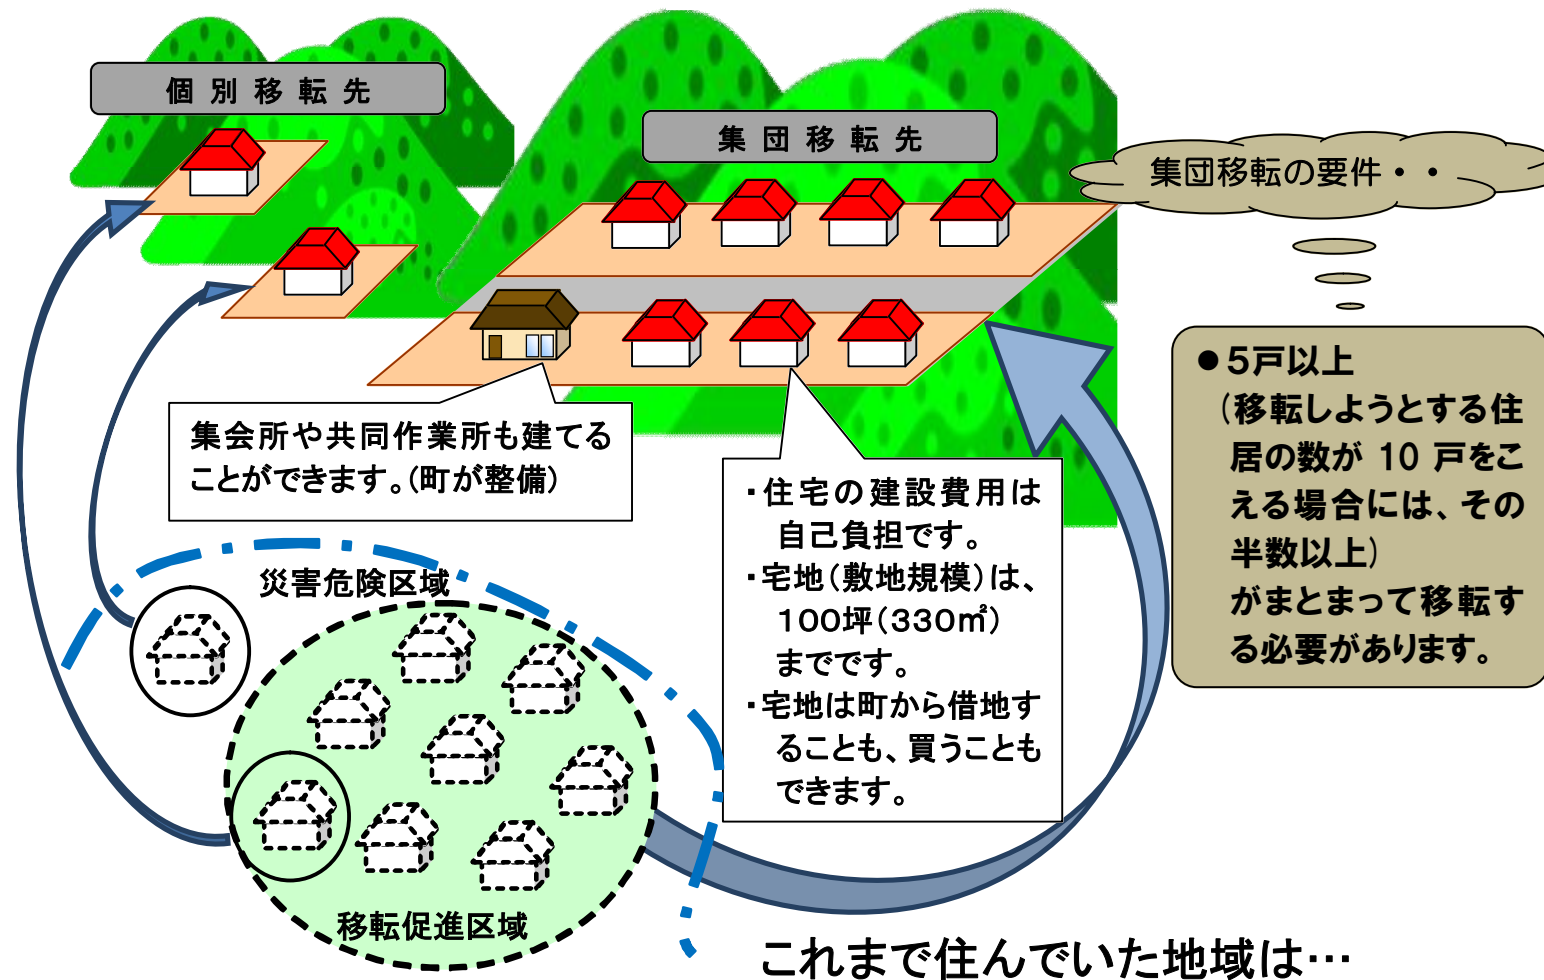 個別移転先
集団移転先
集団移転の要件・・
●5戸以上
(移転しようとする住
居の数が 10 戸をこ
える場合には、その
半数以上)
がまとまって移転す
る必要があります。
集会所や共同作業所も建てる
ことができます。(町が整備)
・住宅の建設費用は
自己負担です。
・宅地(敷地規模)は、
100坪(330㎡)
までです。
・宅地は町から借地す
ることも、買うことも
できます。
災害危険区域
移転促進区域
これまで住んでいた地域は…